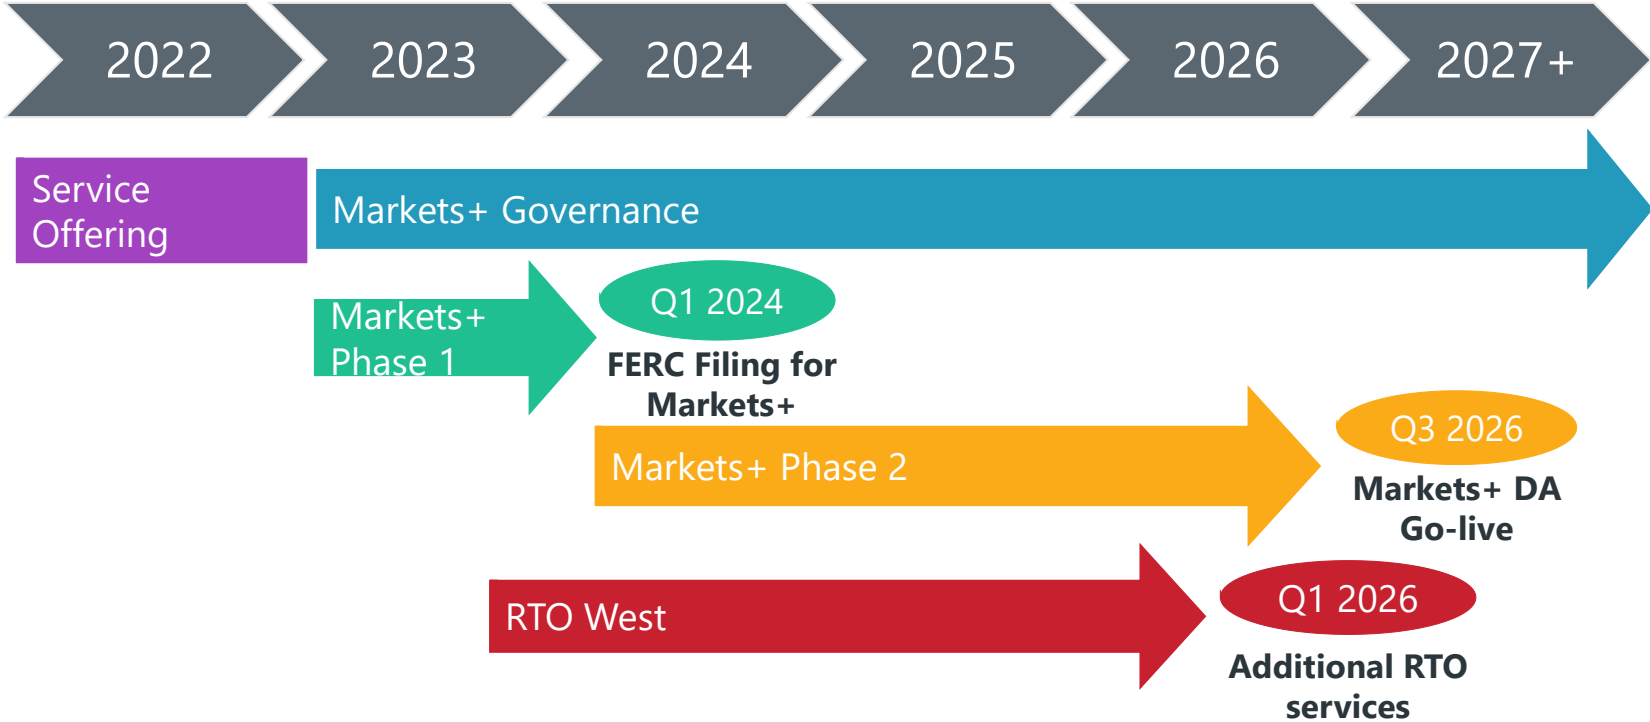 2022 2023 2024 2025 2026 2027+
Service
Offering
Markets+ Governance
Markets+
Phase 1
Q1 2024
FERC Filing for
Markets+
Markets+ Phase 2
Q3 2026
Markets+ DA
Go-live
RTO West
Q1 2026
Additional RTO
services